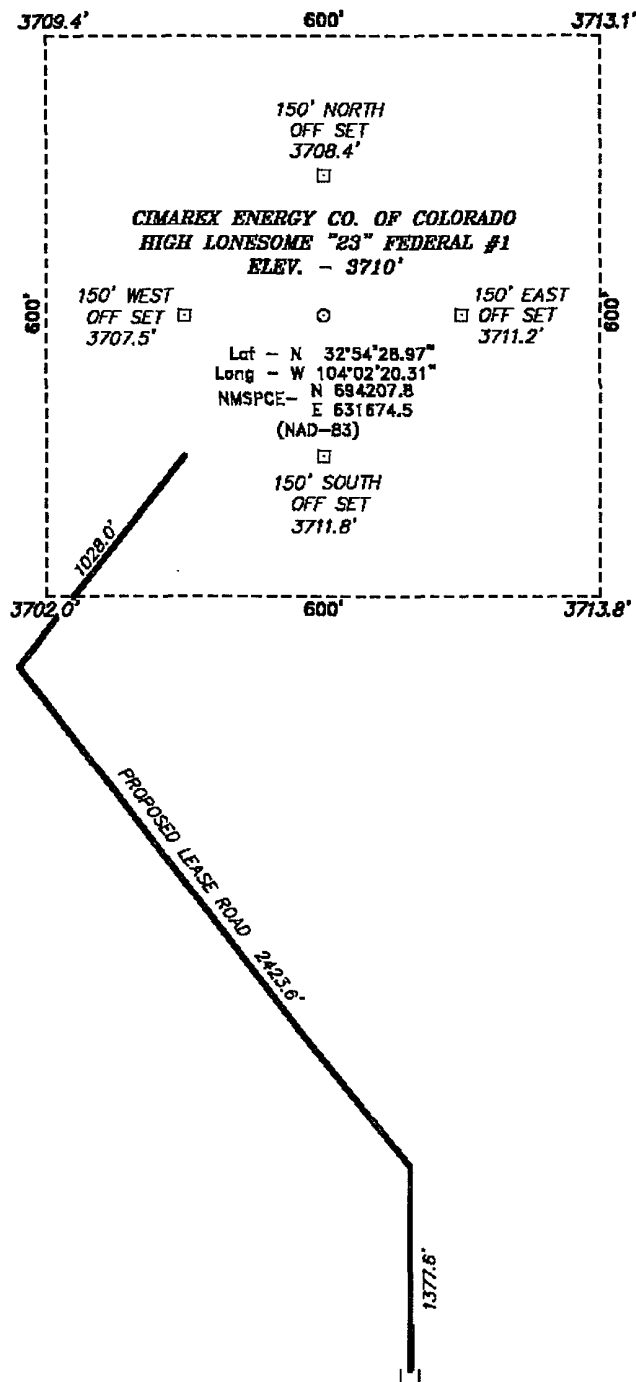 3709.4' 600' 3713.1'
150' NORTH
OFF SET
3708.4'
CIMAREX ENERGY CO. OF COLORADO
HIGH LONESOME "23" FEDERAL #1
ELEV. - 3710'
600'
150' WEST
OFF SET
3707.5'
150' EAST
OFF SET
3711.2'
600'
Lat - N 32°54'28.97"
Long - W 104°02'20.31"
NMSPCE- N 694207.8
E 631674.5
(NAD-83)
150' SOUTH
OFF SET
3711.8'
1028.0'
3702.0' 600' 3713.8'
PROPOSED LEASE ROAD 2423.6'
1377.6'